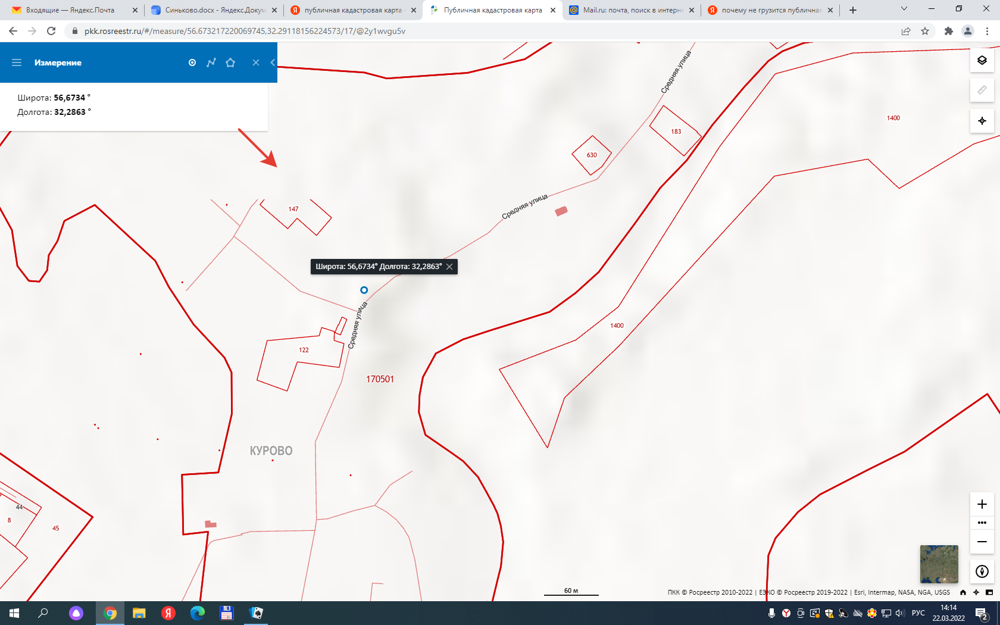 Входящие — Яндекс.Почта
Синьково.docx - Яндекс.Докум
публичная кадастровая карта -
Публичная кадастровая карта
Mail.ru: почта, поиск в интерне
почему не грузится публичная
pkk.rosreestr.ru/#/measure/56.673217220069745,32.29118156224573/17/@2y1wvgu5v
Измерение
Широта: 56,6734 °
Долгота: 32,2863 °
Средняя улица
183
1400
630
Средняя улица
147
Широта: 56,6734° Долгота: 32,2863°
Средняя улица
1400
122
170501
КУРОВО
44
8
45
60 м
ПКК © Росреестр 2010-2022 | ЕЭКО © Росреестр 2019-2022 | Esri, Intermap, NASA, NGA, USGS
РУС
14:14
22.03.2022
2